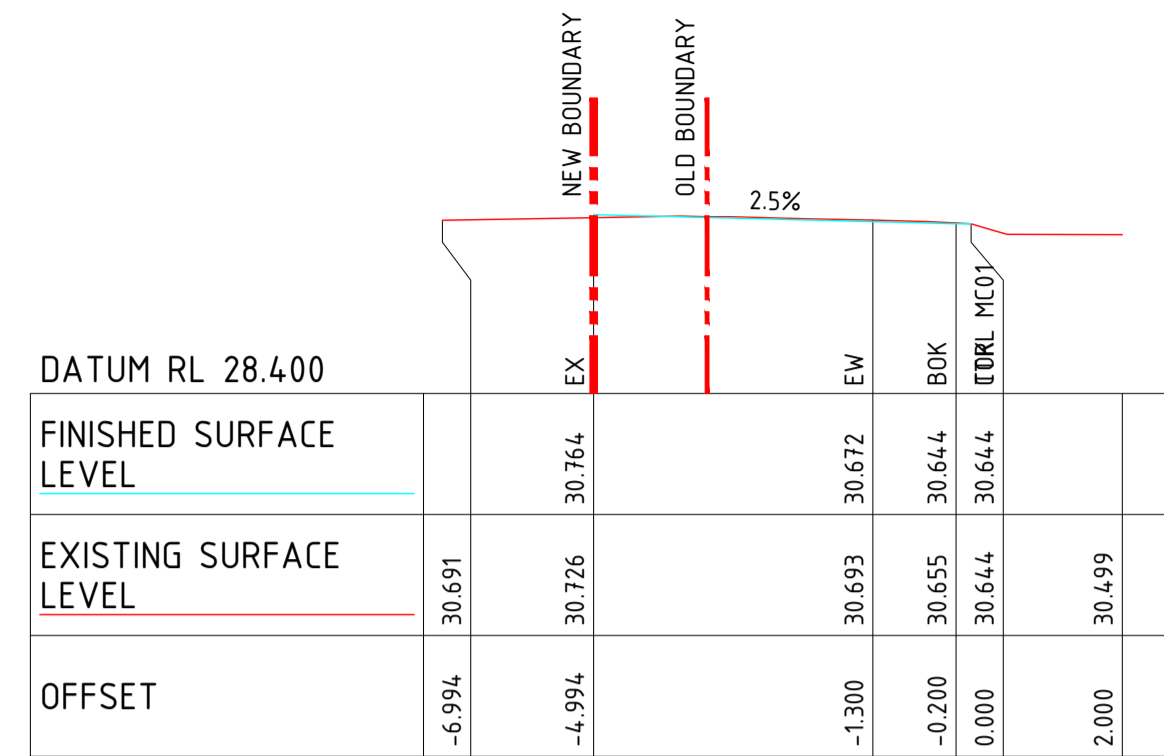 NEW BOUNDARY
OLD BOUNDARY
2.5%
DATUM RL 28.400
EX
EW
BOK
MC01
FINISHED SURFACE
LEVEL
30.764
30.672
30.644
30.644
EXISTING SURFACE
LEVEL
30.691
30.726
30.693
30.655
30.644
30.499
OFFSET
-6.994
-4.994
-1.300
-0.200
0.000
2.000